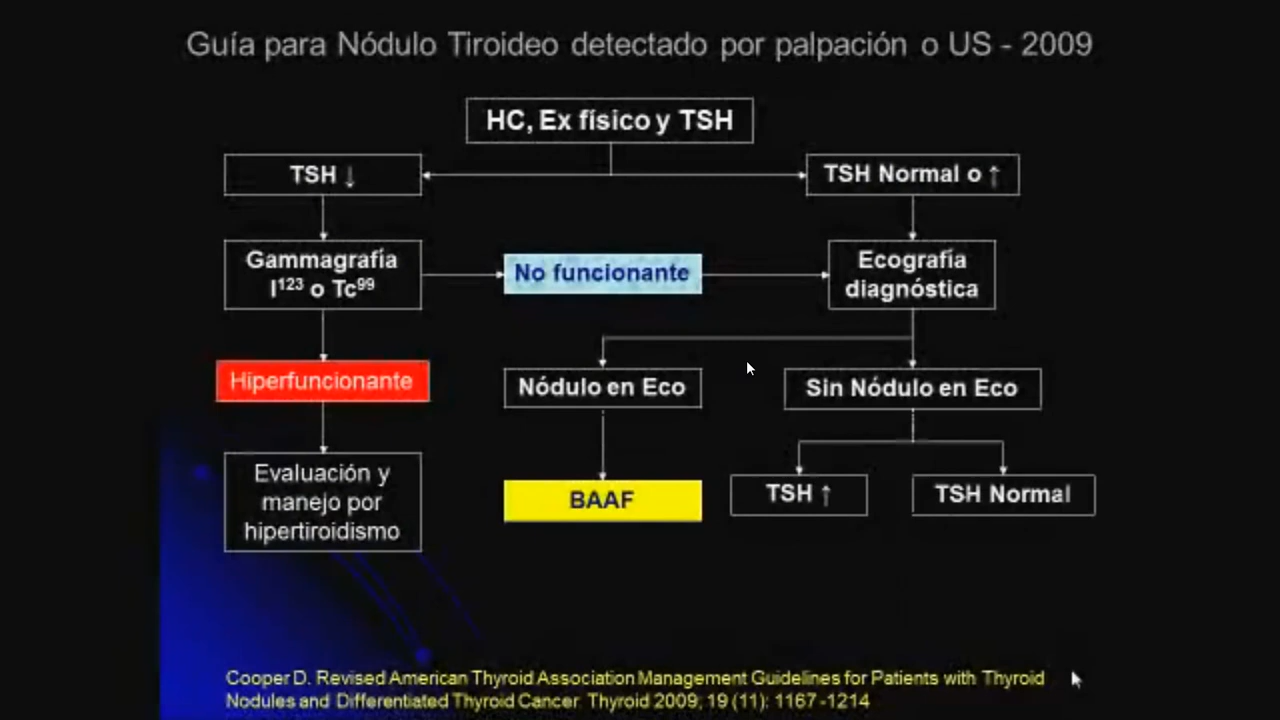 Guía para Nódulo Tiroideo detectado por palpación o US - 2009
HC, Ex físico y TSH
TSH ↓
TSH Normal o ↑
Gammagrafía
I¹²³ o Tc⁹⁹
No funcionante
Ecografía
diagnóstica
Hiperfuncionante
Nódulo en Eco
Sin Nódulo en Eco
Evaluación y
manejo por
hipertiroidismo
BAAF
TSH ↑
TSH Normal
Cooper D. Revised American Thyroid Association Management Guidelines for Patients with Thyroid
Nodules and Differentiated Thyroid Cancer. Thyroid 2009; 19 (11): 1167-1214